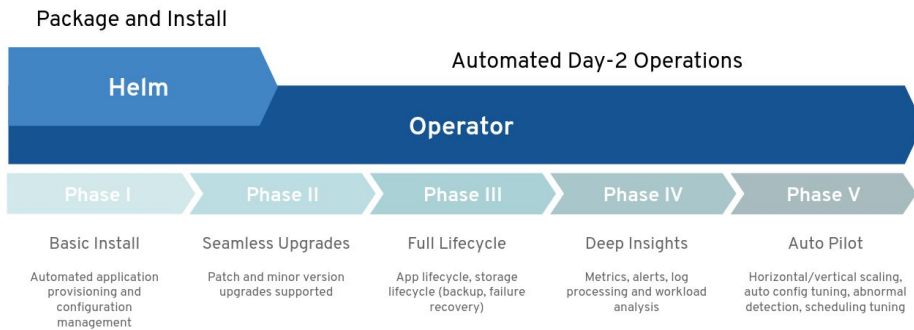 Package and Install
Helm
Automated Day-2 Operations
Operator
Phase I
Phase II
Phase III
Phase IV
Phase V
Basic Install
Seamless Upgrades
Full Lifecycle
Deep Insights
Auto Pilot
Automated application
provisioning and
configuration
management
Patch and minor version
upgrades supported
App lifecycle, storage
lifecycle (backup, failure
recovery)
Metrics, alerts, log
processing and workload
analysis
Horizontal/vertical scaling,
auto config tuning, abnormal
detection, scheduling tuning